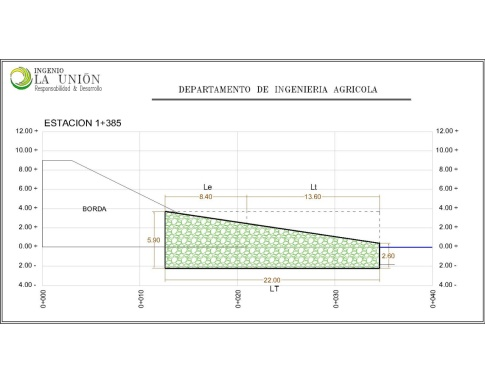 INGENIO
LA UNIÓN
Responsabilidad & Desarrollo
DEPARTAMENTO DE INGENIERIA AGRICOLA
ESTACION 1+385
12.00 + 12.00 +
10.00 + 10.00 +
8.00 + 8.00 +
6.00 + 6.00 +
4.00 + 4.00 +
2.00 + 2.00 +
0.00 + 0.00 +
2.00 - 2.00 -
4.00 - 4.00 -
BORDA
Le Lt
8.40 13.60
5.90
2.60
22.00
LT
0+000 0+010 0+020 0+030 0+040